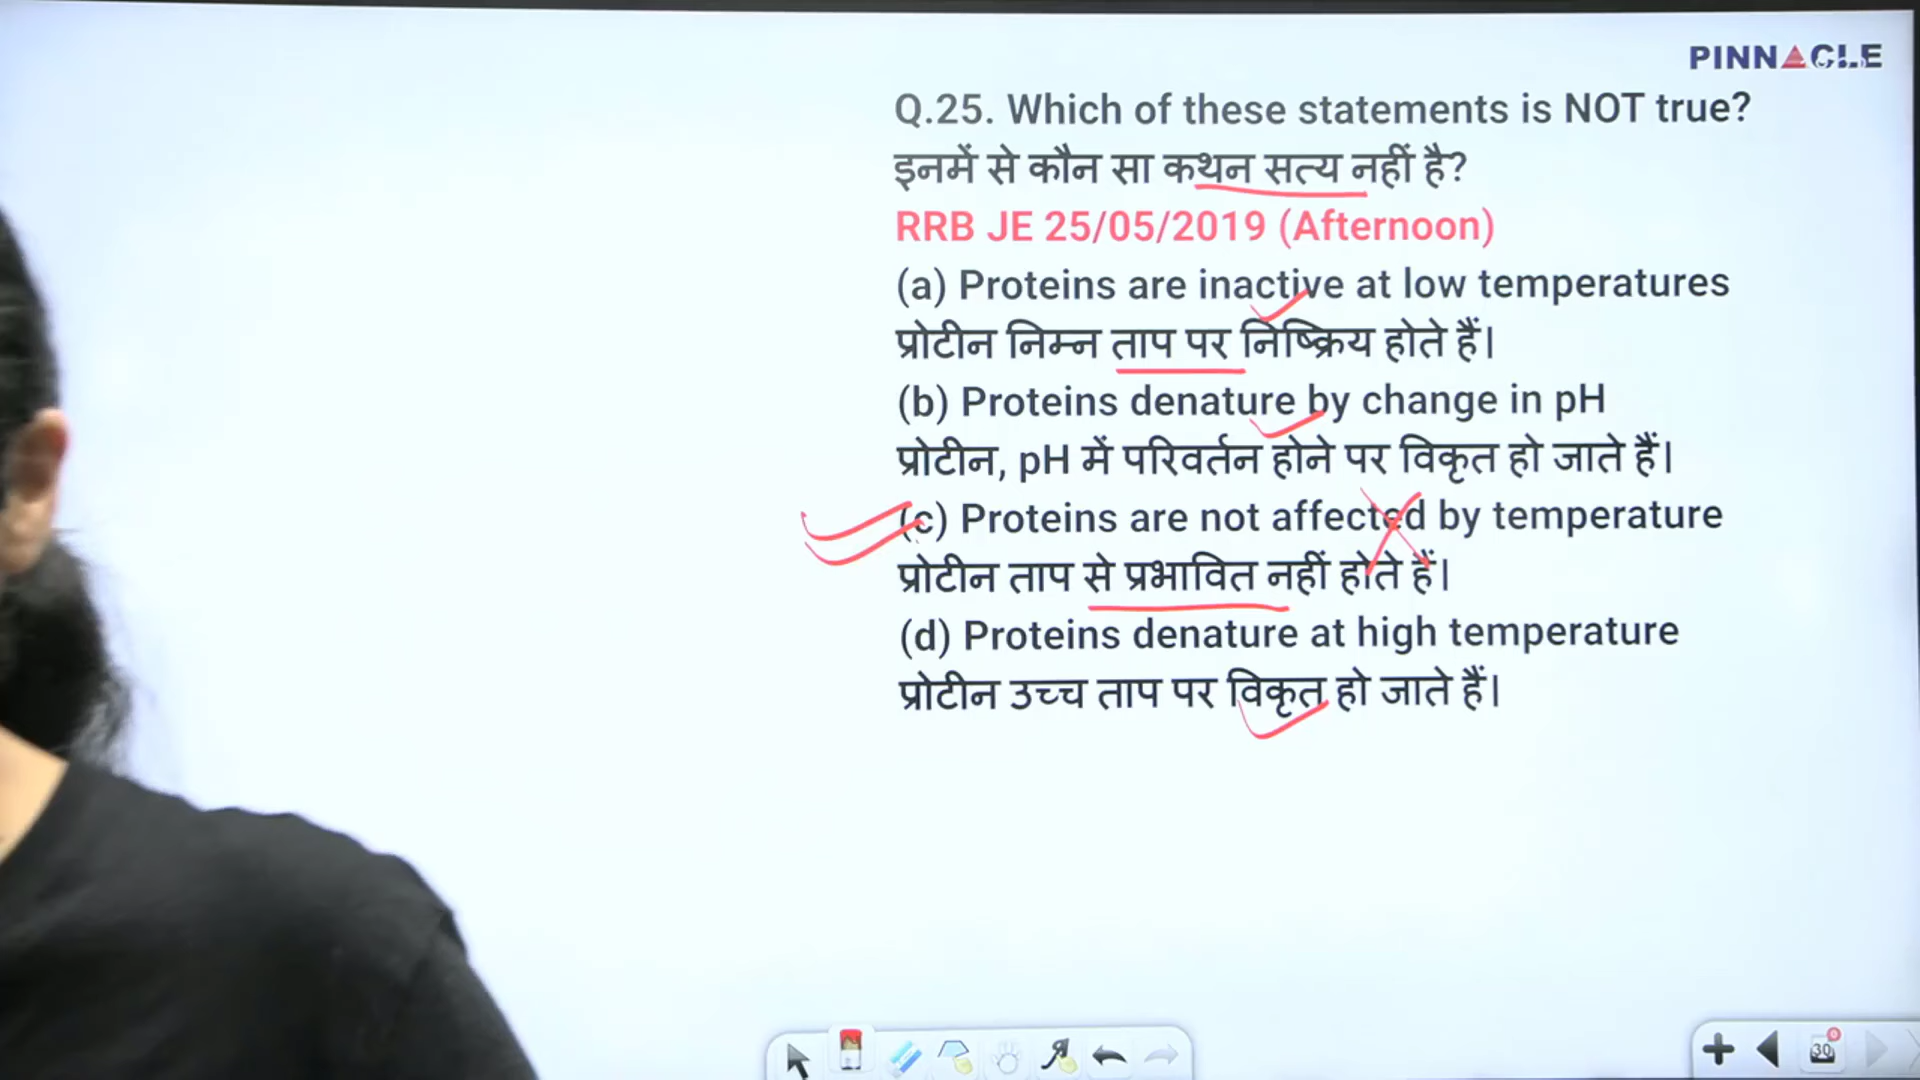 PINNACLE
Q.25. Which of these statements is NOT true?
इनमें से कौन सा कथन सत्य नहीं है?
RRB JE 25/05/2019 (Afternoon)
(a) Proteins are inactive at low temperatures
प्रोटीन निम्न ताप पर निष्क्रिय होते हैं।
(b) Proteins denature by change in pH
प्रोटीन, pH में परिवर्तन होने पर विकृत हो जाते हैं।
(c) Proteins are not affected by temperature
प्रोटीन ताप से प्रभावित नहीं होते हैं।
(d) Proteins denature at high temperature
प्रोटीन उच्च ताप पर विकृत हो जाते हैं।
30